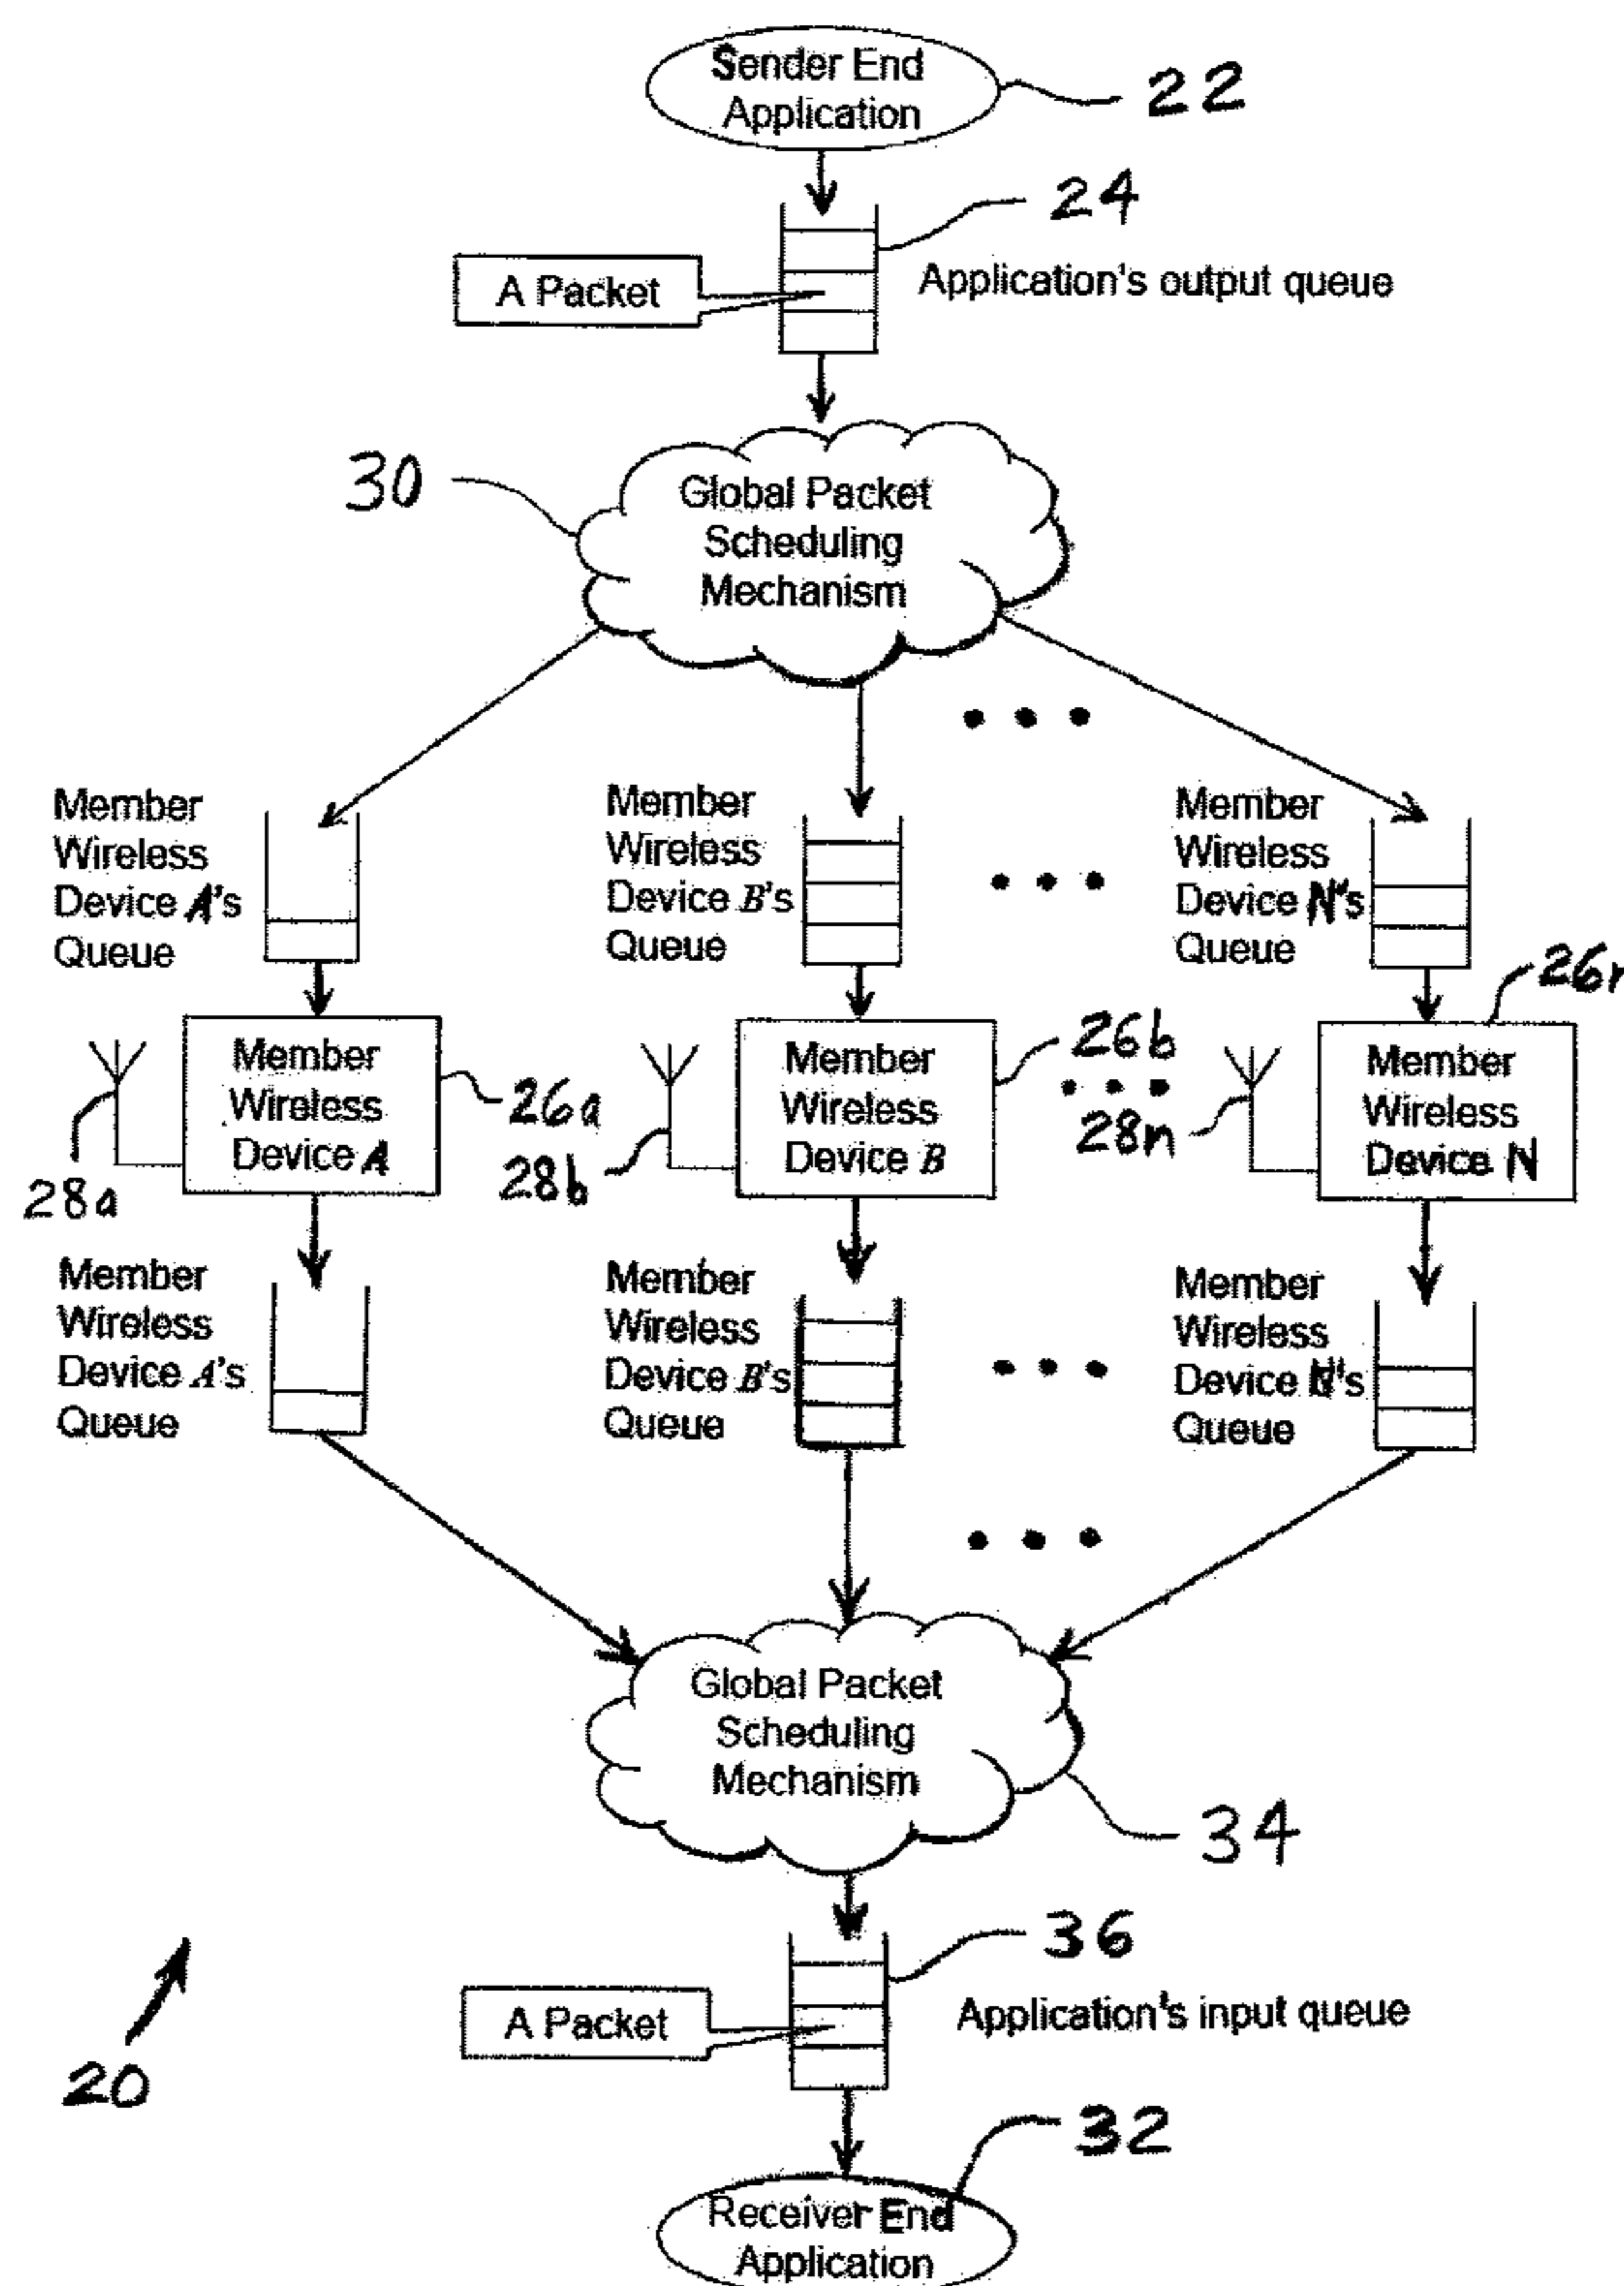 Sender End
Application
22
24
A Packet
Application's output queue
30
Global Packet
Scheduling
Mechanism
Member
Wireless
Device A's
Queue
Member
Wireless
Device B's
Queue
Member
Wireless
Device N's
Queue
Member
Wireless
Device A
26a
28a
Member
Wireless
Device B
26b
28b
Member
Wireless
Device N
28n
Member
Wireless
Device A's
Queue
Member
Wireless
Device B's
Queue
Member
Wireless
Device N's
Queue
Global Packet
Scheduling
Mechanism
34
36
A Packet
Application's input queue
20
32
Receiver End
Application